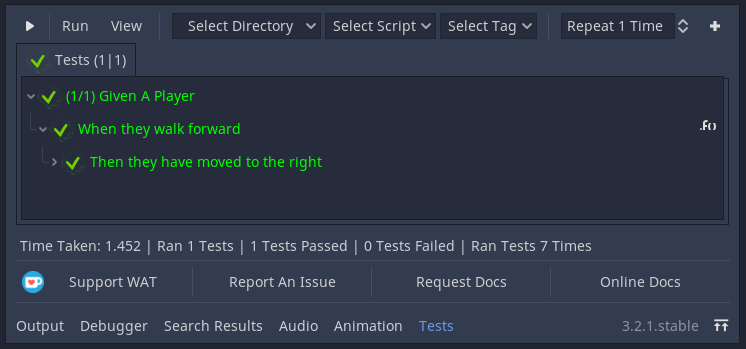 Run View Select Directory Select Script Select Tag Repeat 1 Time
Tests (1|1)
(1/1) Given A Player
When they walk forward
.f()
Then they have moved to the right
Time Taken: 1.452 | Ran 1 Tests | 1 Tests Passed | 0 Tests Failed | Ran Tests 7 Times
Support WAT Report An Issue Request Docs Online Docs
Output Debugger Search Results Audio Animation Tests 3.2.1.stable